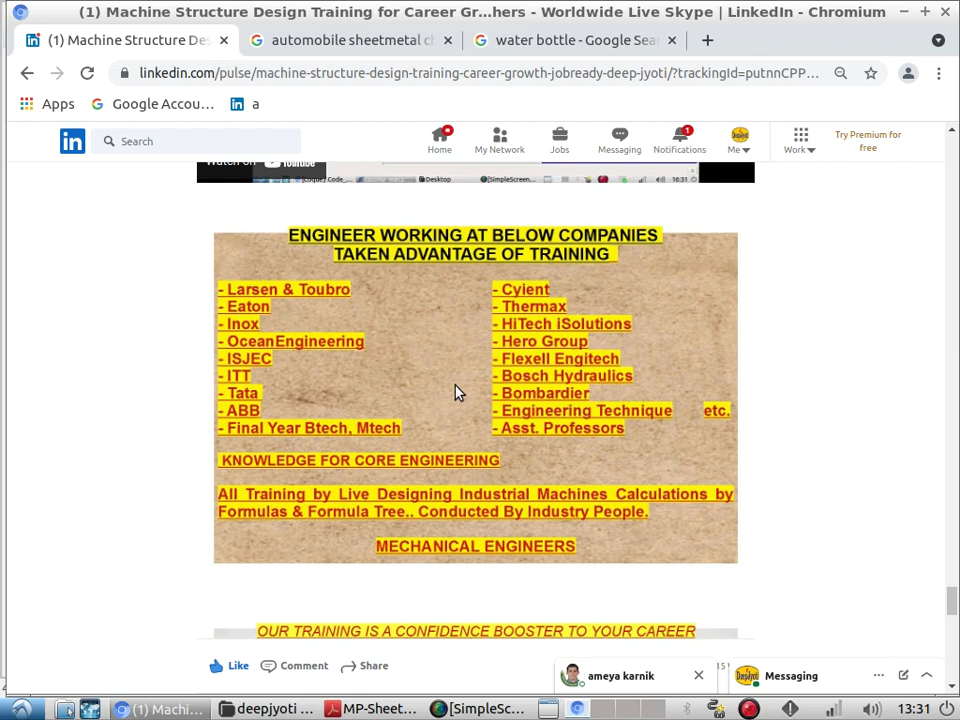 (1) Machine Structure Design Training for Career Gr…hers - Worldwide Live Skype | LinkedIn - Chromium
(1) Machine Structure Des
automobile sheetmetal c
water bottle - Google Sea
linkedin.com/pulse/machine-structure-design-training-career-growth-jobready-deep-jyoti/?trackingId=putnnCPP...
Apps
Google Accou...
a
Search
Home
My Network
Jobs
Messaging
1
Notifications
Me
Work
Try Premium for
free
YouTube
Desktop
16:31
ENGINEER WORKING AT BELOW COMPANIES
TAKEN ADVANTAGE OF TRAINING
- Larsen & Toubro
- Eaton
- Inox
- OceanEngineering
- ISJEC
- ITT
- Tata
- ABB
- Final Year Btech, Mtech
- Cyient
- Thermax
- HiTech iSolutions
- Hero Group
- Flexell Engitech
- Bosch Hydraulics
- Bombardier
- Engineering Technique etc.
- Asst. Professors
KNOWLEDGE FOR CORE ENGINEERING
All Training by Live Designing Industrial Machines Calculations by
Formulas & Formula Tree.. Conducted By Industry People.
MECHANICAL ENGINEERS
OUR TRAINING IS A CONFIDENCE BOOSTER TO YOUR CAREER
Like
Comment
Share
ameya karnik
Messaging
(1) Machi...
deepjyoti ...
MP-Sheet...
[SimpleSc...
13:31